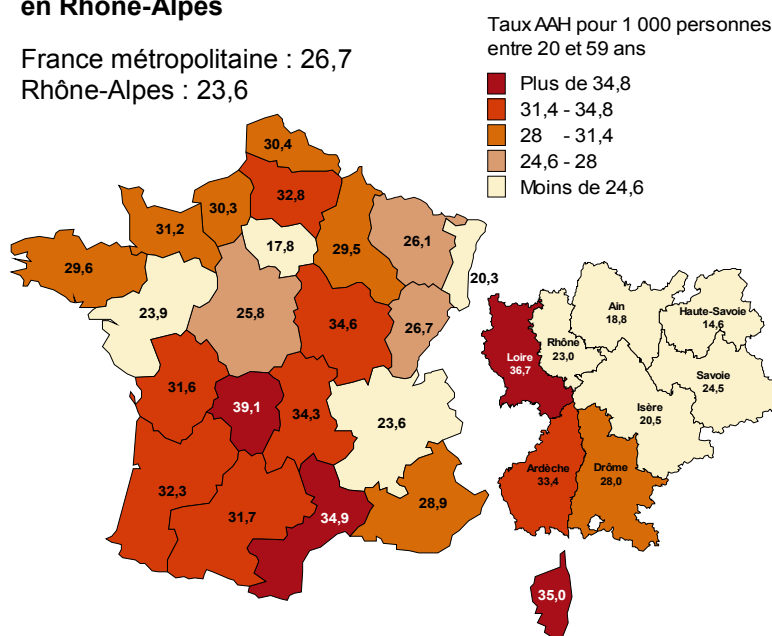 en Rhône-Alpes
France métropolitaine : 26,7
Rhône-Alpes : 23,6
Taux AAH pour 1 000 personnes
entre 20 et 59 ans
Plus de 34,8
31,4 - 34,8
28 - 31,4
24,6 - 28
Moins de 24,6
30,4
32,8
30,3
31,2
29,6
17,8
29,5
26,1
20,3
23,9
25,8
34,6
26,7
31,6
39,1
34,3
23,6
32,3
31,7
34,9
28,9
Ain
18,8
Haute-Savoie
14,6
Rhône
23,0
Loire
36,7
Savoie
24,5
Isère
20,5
Ardèche
33,4
Drôme
28,0
35,0